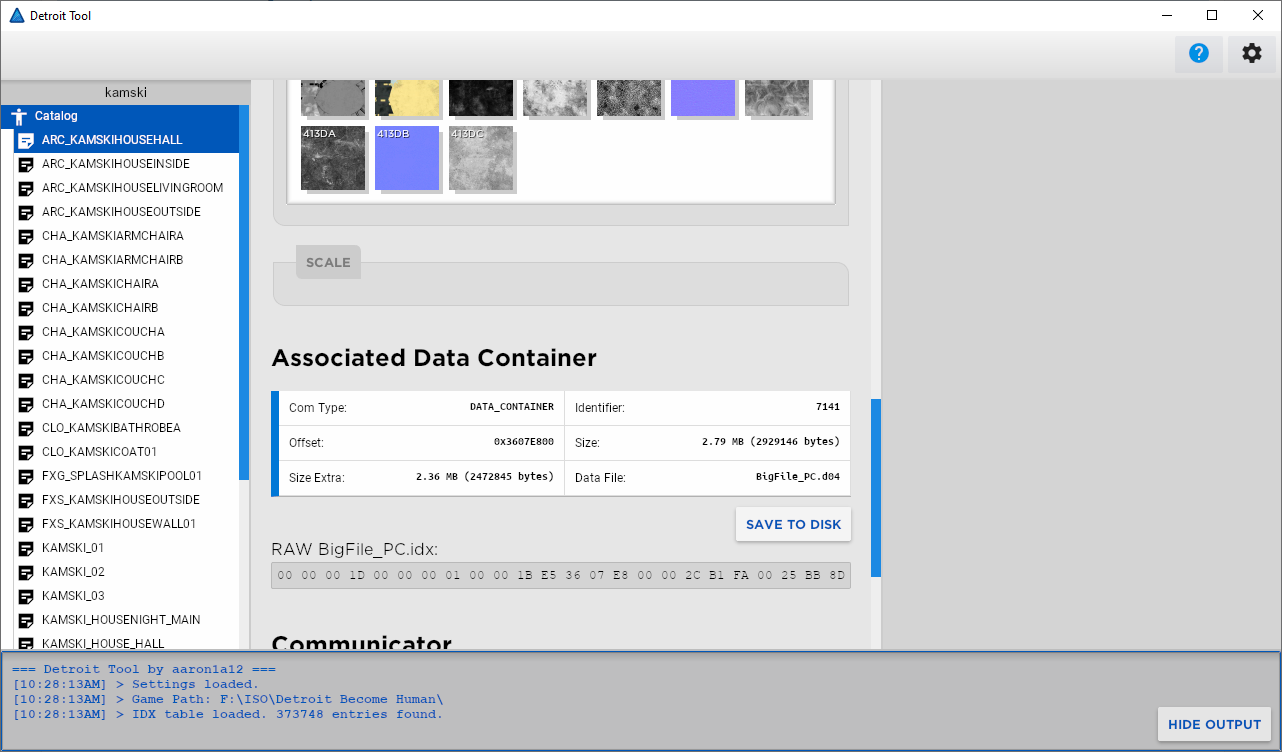 Detroit Tool
kamski
Catalog
ARC_KAMSKIHOUSEHALL
ARC_KAMSKIHOUSEINSIDE
ARC_KAMSKIHOUSELIVINGROOM
ARC_KAMSKIHOUSEOUTSIDE
CHA_KAMSKIARMCHAIRA
CHA_KAMSKIARMCHAIRB
CHA_KAMSKICHAIRA
CHA_KAMSKICHAIRB
CHA_KAMSKICOUCHA
CHA_KAMSKICOUCHB
CHA_KAMSKICOUCHC
CHA_KAMSKICOUCHD
CLO_KAMSKIBATHROBEA
CLO_KAMSKICOAT01
FXG_SPLASHKAMSKIPOOL01
FXS_KAMSKIHOUSEOUTSIDE
FXS_KAMSKIHOUSEWALL01
KAMSKI_01
KAMSKI_02
KAMSKI_03
KAMSKI_HOUSENIGHT_MAIN
KAMSKI_HOUSE_HALL
413DA 413DB 413DC
SCALE
Associated Data Container
Com Type: DATA_CONTAINER Identifier: 7141
Offset: 0x3607E800 Size: 2.79 MB (2929146 bytes)
Size Extra: 2.36 MB (2472845 bytes) Data File: BigFile_PC.d04
SAVE TO DISK
RAW BigFile_PC.idx:
00 00 00 1D 00 00 00 01 00 00 1B E5 36 07 E8 00 00 2C B1 FA 00 25 BB 8D
Communicator
=== Detroit Tool by aaron1a12 ===
[10:28:13AM] > Settings loaded.
[10:28:13AM] > Game Path: F:\ISO\Detroit Become Human\
[10:28:13AM] > IDX table loaded. 373748 entries found.
HIDE OUTPUT